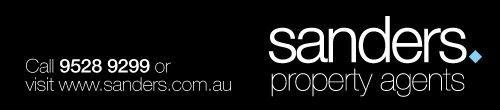 Call 9528 9299 or
visit www.sanders.com.au
sanders.
property agents